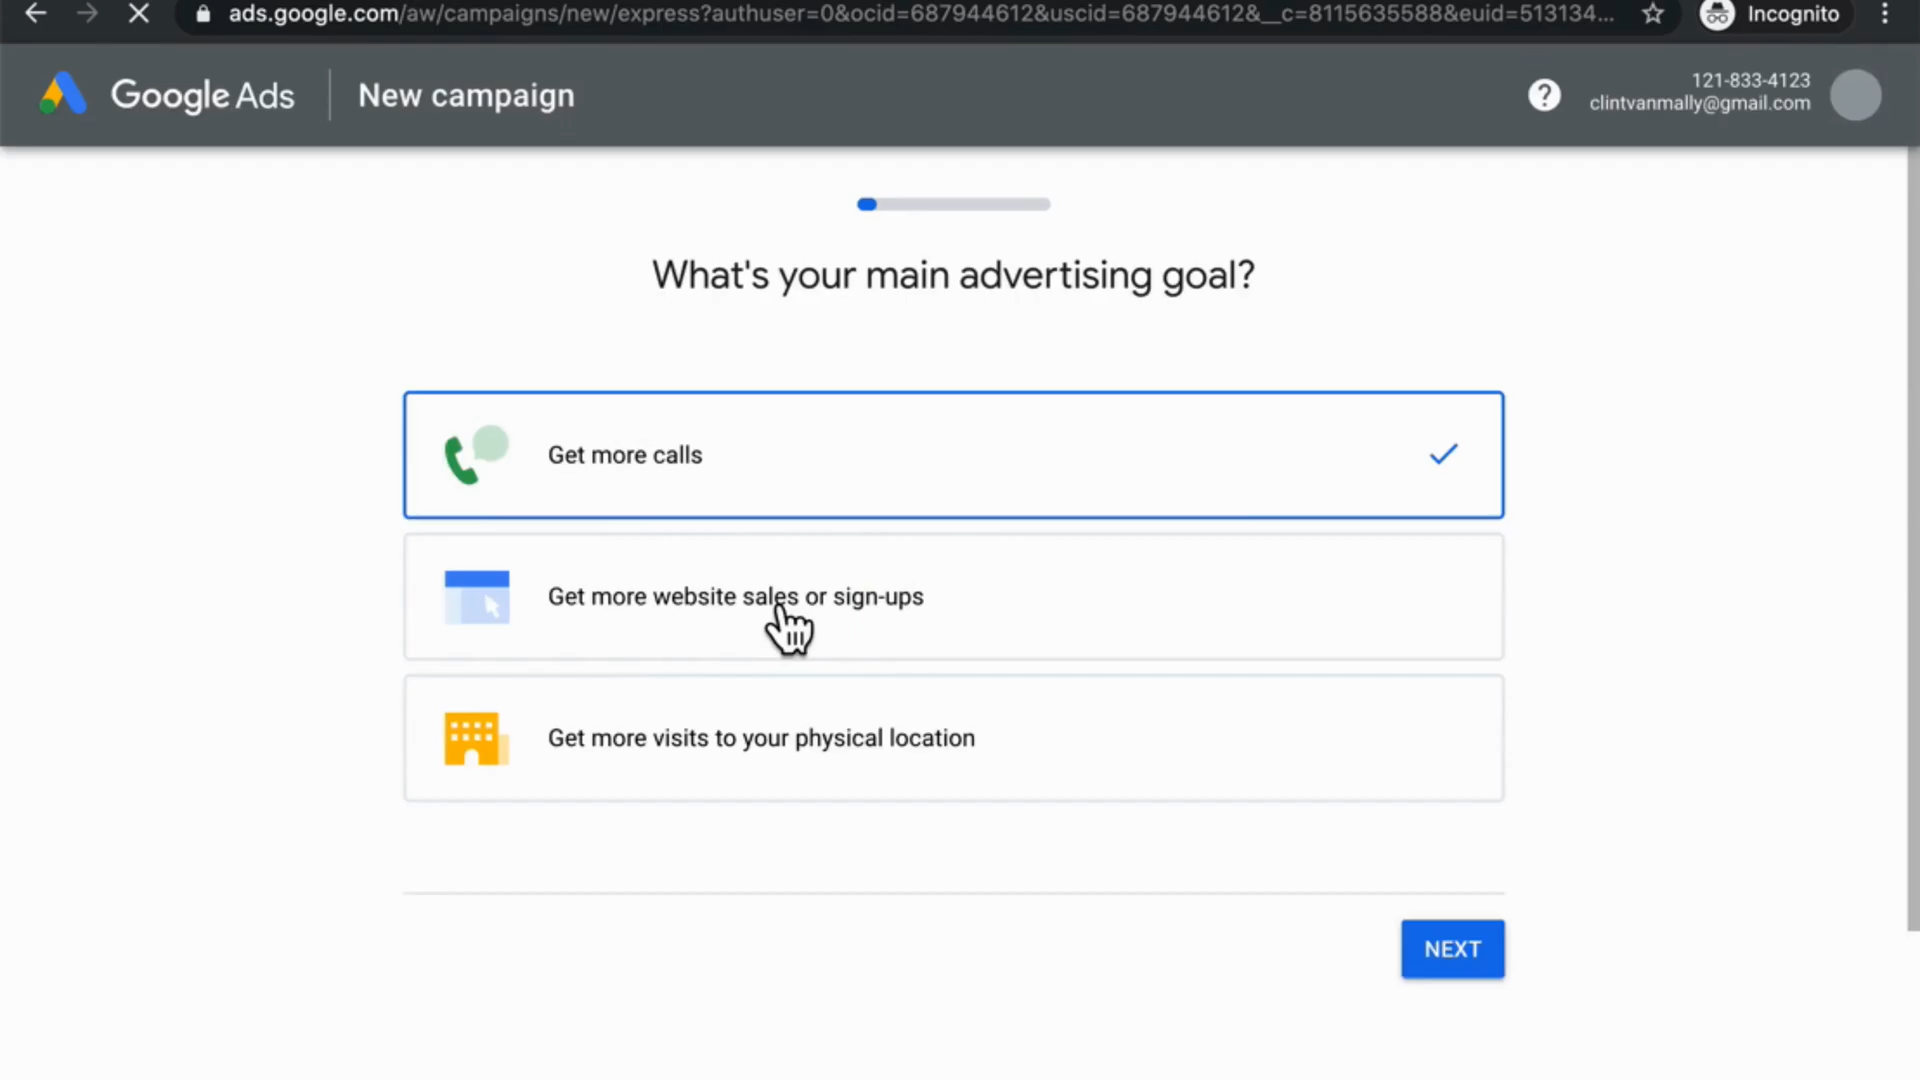 ads.google.com/aw/campaigns/new/express?authuser=0&ocid=687944612&uscid=687944612&__c=8115635588&euid=513134... Incognito
Google Ads New campaign
? 121-833-4123
clintvanmally@gmail.com
What's your main advertising goal?
Get more calls
Get more website sales or sign-ups
Get more visits to your physical location
NEXT